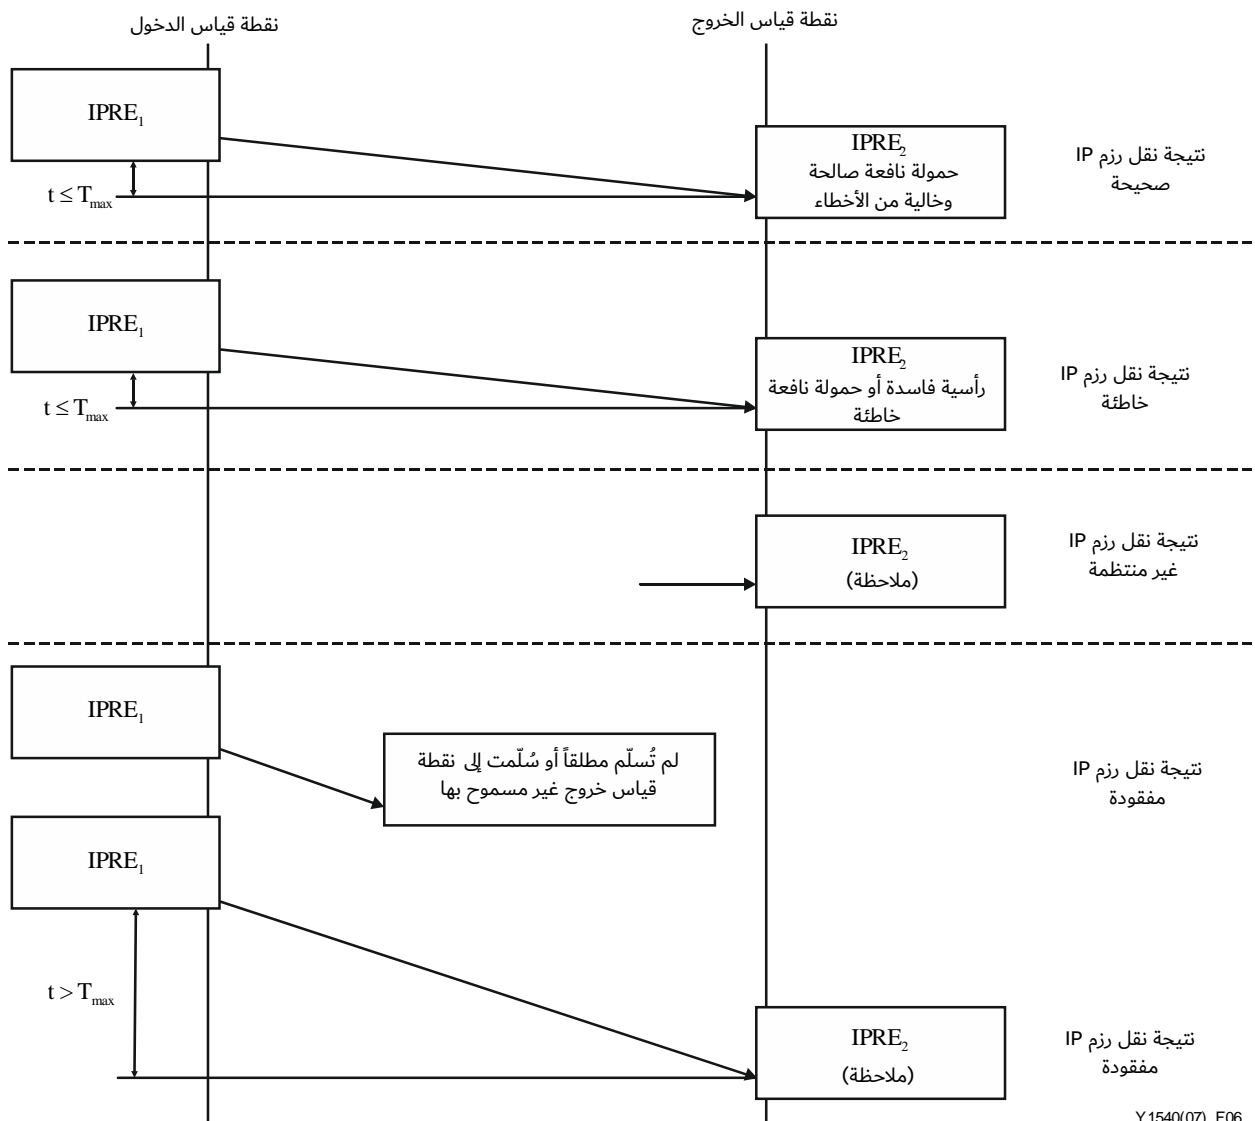 نقطة قياس الدخول
نقطة قياس الخروج
IPRE₁
t ≤ Tmax
IPRE₂
حمولة نافعة صالحة
وخالية من الأخطاء
نتيجة نقل رزم IP
صحيحة
IPRE₁
t ≤ Tmax
IPRE₂
رأسية فاسدة أو حمولة نافعة
خاطئة
نتيجة نقل رزم IP
خاطئة
IPRE₂
(ملاحظة)
نتيجة نقل رزم IP
غير منتظمة
IPRE₁
لم تُسلّم مطلقاً أو سُلّمت إلى نقطة
قياس خروج غير مسموح بها
نتيجة نقل رزم IP
مفقودة
IPRE₁
t > Tmax
IPRE₂
(ملاحظة)
نتيجة نقل رزم IP
مفقودة
Y.1540(07)_F06